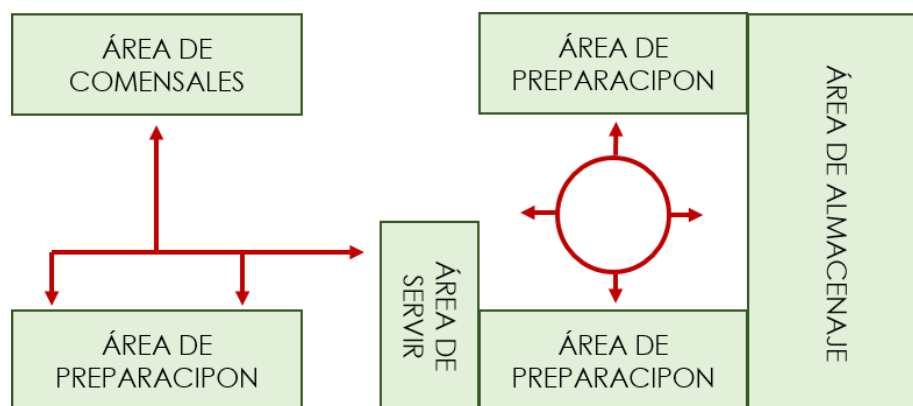 ÁREA DE
COMENSALES
ÁREA DE
PREPARACIPON
ÁREA DE ALMACENAJE
ÁREA DE
SERVIR
ÁREA DE
PREPARACIPON
ÁREA DE
PREPARACIPON